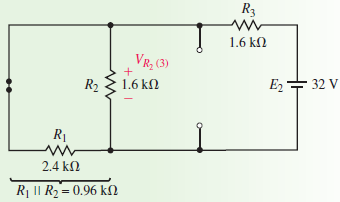 R₃
1.6 kΩ
V_R₂ (3)
+
R₂
1.6 kΩ
−
E₂
32 V
R₁
2.4 kΩ
R₁ || R₂ = 0.96 kΩ